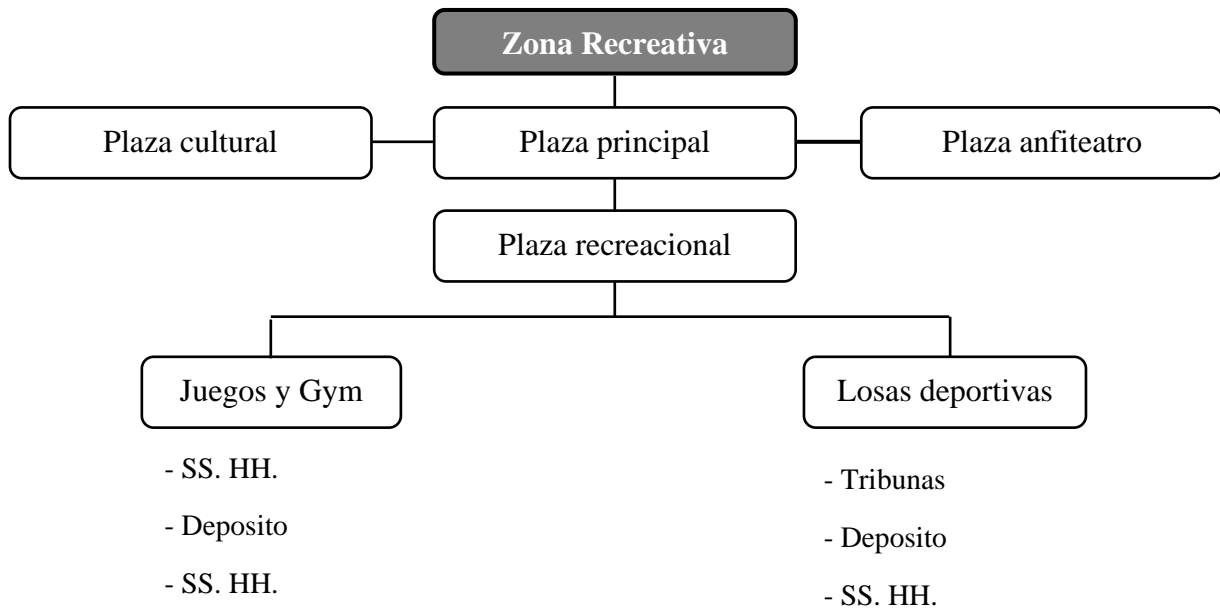 Zona Recreativa
Plaza cultural
Plaza principal
Plaza anfiteatro
Plaza recreacional
Juegos y Gym
- SS. HH.
- Deposito
- SS. HH.
Losas deportivas
- Tribunas
- Deposito
- SS. HH.